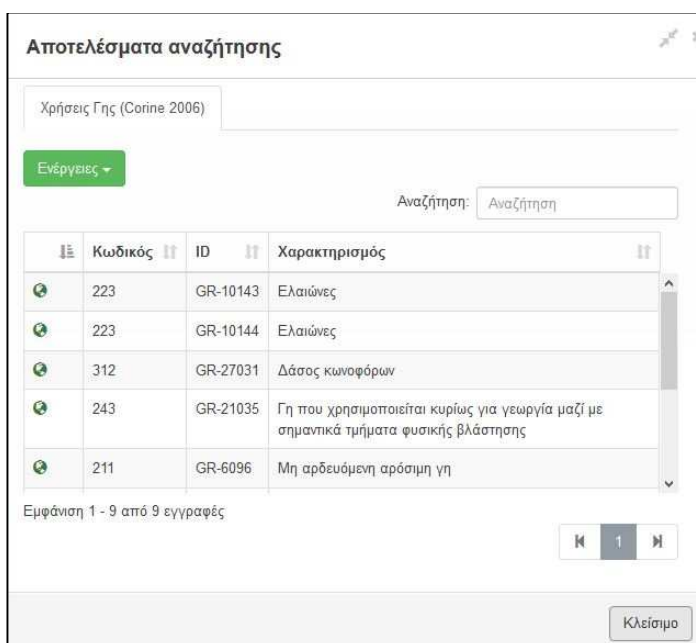 Αποτελέσματα αναζήτησης
Χρήσεις Γης (Corine 2006)
Ενέργειες
Αναζήτηση: Αναζήτηση
Κωδικός ID Χαρακτηρισμός
223 GR-10143 Ελαιώνες
223 GR-10144 Ελαιώνες
312 GR-27031 Δάσος κωνοφόρων
243 GR-21035 Γη που χρησιμοποιείται κυρίως για γεωργία μαζί με
σημαντικά τμήματα φυσικής βλάστησης
211 GR-6096 Μη αρδευόμενη αρόσιμη γη
Εμφάνιση 1 - 9 από 9 εγγραφές
1
Κλείσιμο